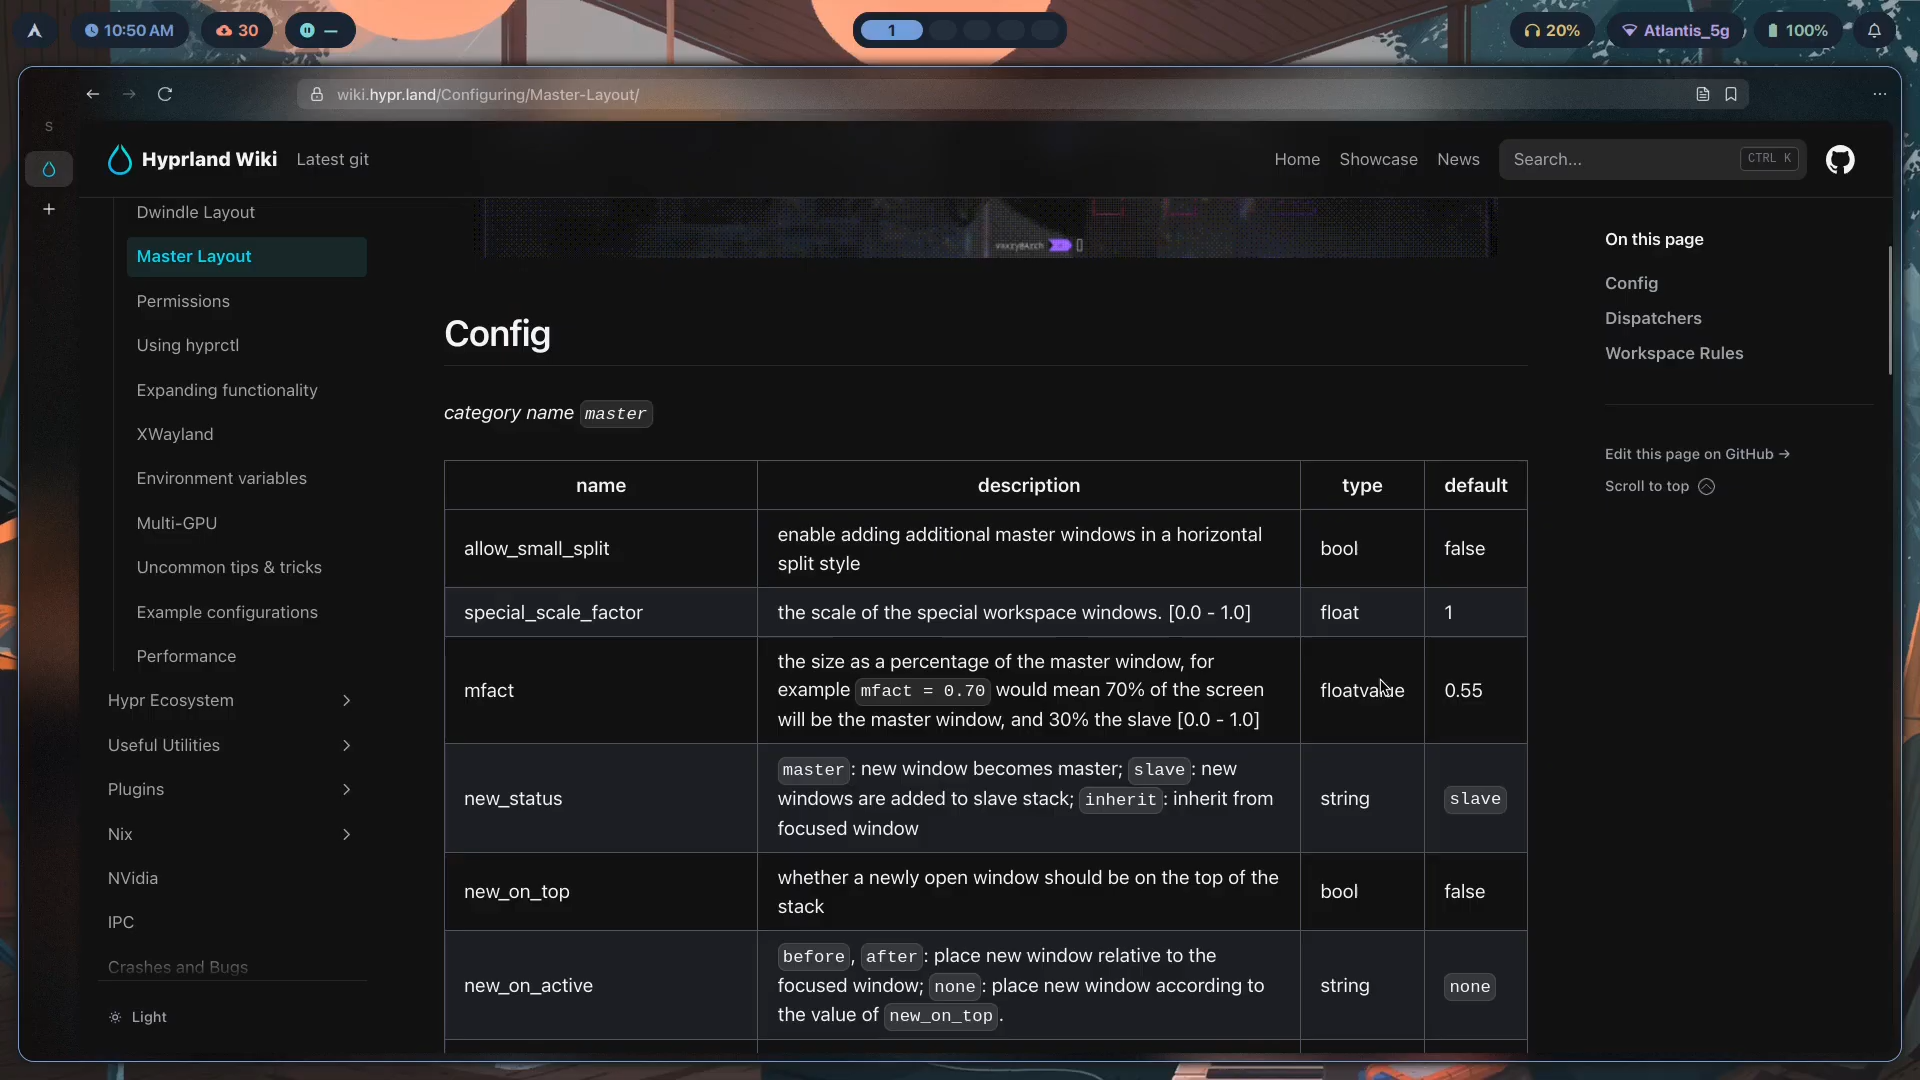 10:50 AM
30
1
20%
Atlantis_5g
100%
wiki.hypr.land/Configuring/Master-Layout/
S
Hyprland Wiki
Latest git
Home
Showcase
News
Search...
CTRL K
Dwindle Layout
Master Layout
Permissions
Using hyprctl
Expanding functionality
XWayland
Environment variables
Multi-GPU
Uncommon tips & tricks
Example configurations
Performance
Hypr Ecosystem
Useful Utilities
Plugins
Nix
NVidia
IPC
Crashes and Bugs
Light
vaxzy@Arch
Config
category name master
name description type default
allow_small_split
enable adding additional master windows in a horizontal
split style
bool
false
special_scale_factor
the scale of the special workspace windows. [0.0 - 1.0]
float
1
mfact
the size as a percentage of the master window, for
example mfact = 0.70 would mean 70% of the screen
will be the master window, and 30% the slave [0.0 - 1.0]
floatvalue
0.55
new_status
master: new window becomes master; slave: new
windows are added to slave stack; inherit: inherit from
focused window
string
slave
new_on_top
whether a newly open window should be on the top of the
stack
bool
false
new_on_active
before, after: place new window relative to the
focused window; none: place new window according to
the value of new_on_top.
string
none
On this page
Config
Dispatchers
Workspace Rules
Edit this page on GitHub →
Scroll to top